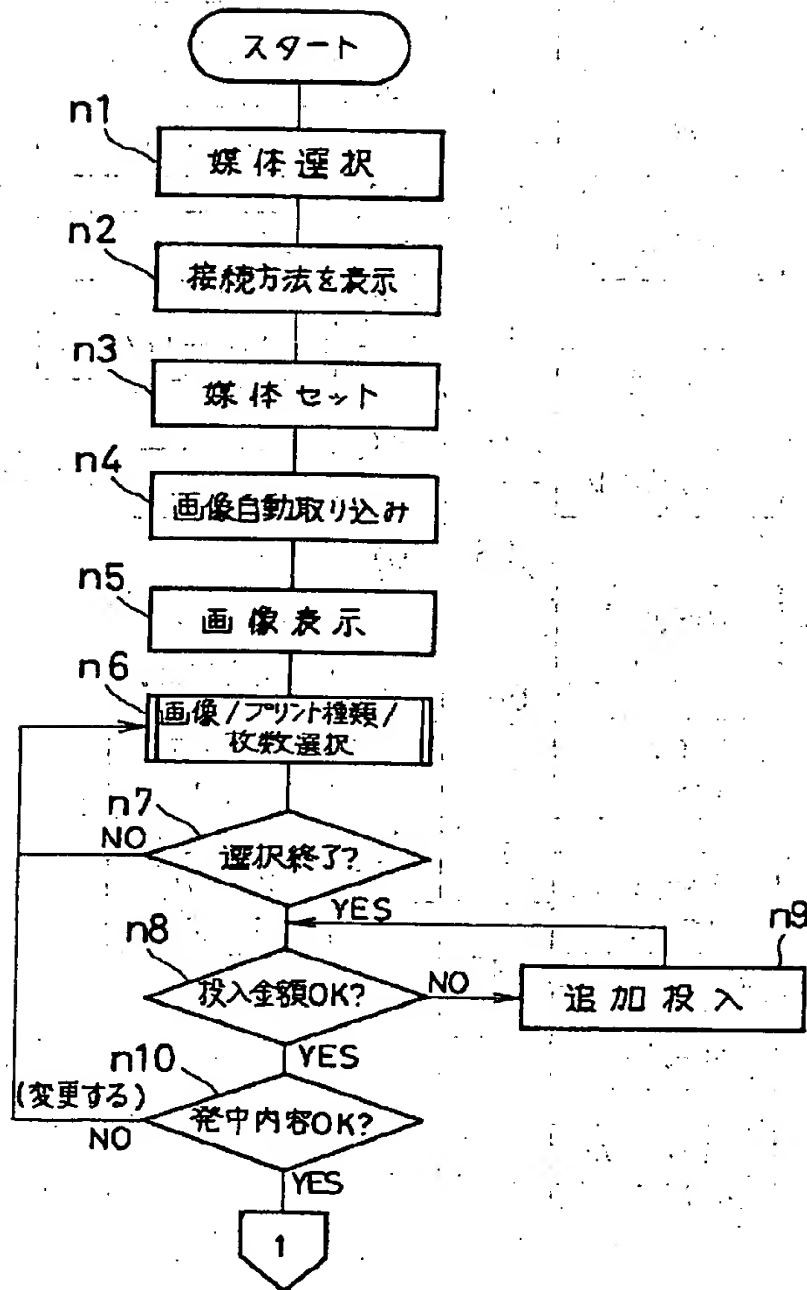 スタート
n1
媒体選択
n2
接続方法を表示
n3
媒体セット
n4
画像自動取り込み
n5
画像表示
n6
画像/プリント種類/
枚数選択
n7
NO
選択終了?
YES
n8
投入金額OK?
NO
n9
追加投入
YES
n10
(変更する)
NO
発中内容OK?
YES
1